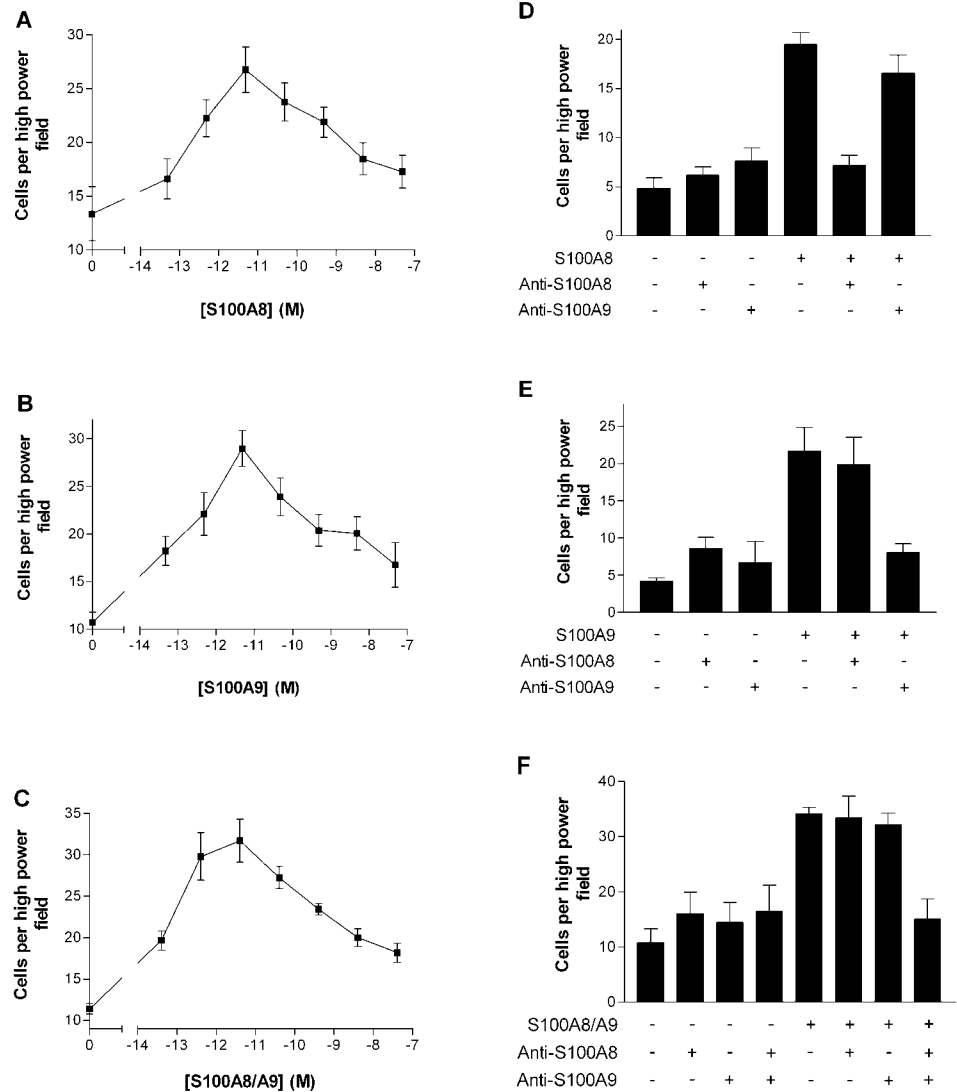 A
30
25
20
15
10
Cells per high power
field
0 -14 -13 -12 -11 -10 -9 -8 -7
[S100A8] (M)
B
30
25
20
15
10
Cells per high power
field
0 -14 -13 -12 -11 -10 -9 -8 -7
[S100A9] (M)
C
35
30
25
20
15
10
Cells per high power
field
0 -14 -13 -12 -11 -10 -9 -8 -7
[S100A8/A9] (M)
D
20
15
10
5
0
Cells per high power
field
S100A8 - - - + + +
Anti-S100A8 - + - - + -
Anti-S100A9 - - + - - +
E
25
20
15
10
5
0
Cells per high power
field
S100A9 - - - + + +
Anti-S100A8 - + - - + -
Anti-S100A9 - - + - - +
F
40
30
20
10
0
Cells per high power
field
S100A8/A9 - - - - + + + +
Anti-S100A8 - + - + - + - +
Anti-S100A9 - - + + - - + +